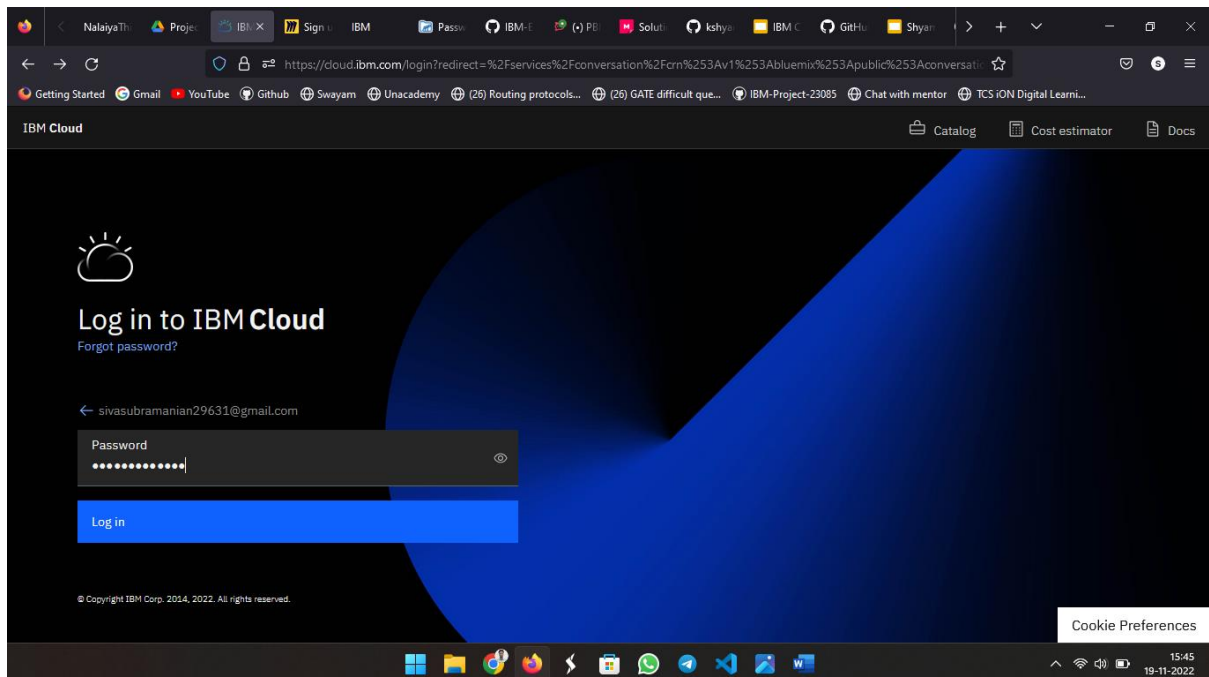 NalaiyaTh Projec IBM Sign u IBM Passw IBM-E (•) PB Soluti kshya IBM C GitHu Shyan
https://cloud.ibm.com/login?redirect=%2Fservices%2Fconversation%2Fcrn%253Av1%253Abluemix%253Apublic%253Aconversatio
Getting Started Gmail YouTube Github Swayam Unacademy (26) Routing protocols... (26) GATE difficult que... IBM-Project-23085 Chat with mentor TCS iON Digital Learni...
IBM Cloud Catalog Cost estimator Docs
Log in to IBM Cloud
Forgot password?
← sivasubramanian29631@gmail.com
Password
•••••••••••••
Log in
© Copyright IBM Corp. 2014, 2022. All rights reserved.
Cookie Preferences
15:45
19-11-2022